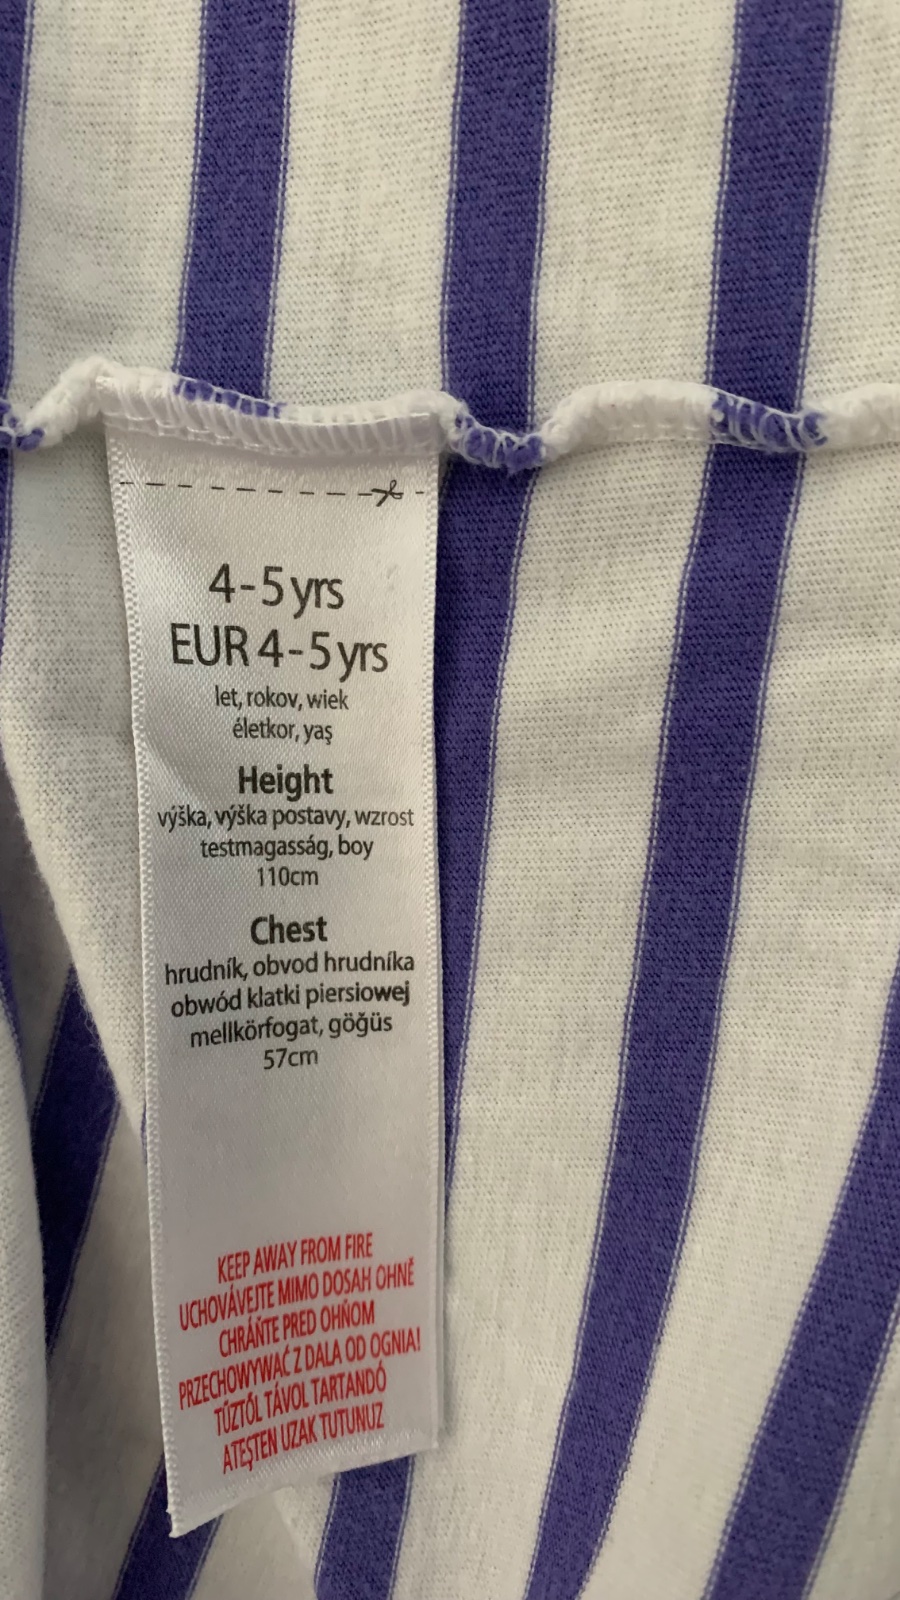 4-5 yrs
EUR 4-5 yrs
let, rokov, wiek
életkor, yaş
Height
výška, výška postavy, wzrost
testmagasság, boy
110cm
Chest
hrudník, obvod hrudníka
obwód klatki piersiowej
mellkörfogat, göğüs
57cm
KEEP AWAY FROM FIRE
UCHOVÁVEJTE MIMO DOSAH OHNĚ
CHRÁŇTE PRED OHŇOM
PRZECHOWYWAĆ Z DALA OD OGNIA!
TŰZTŐL TÁVOL TARTANDÓ
ATEŞTEN UZAK TUTUNUZ